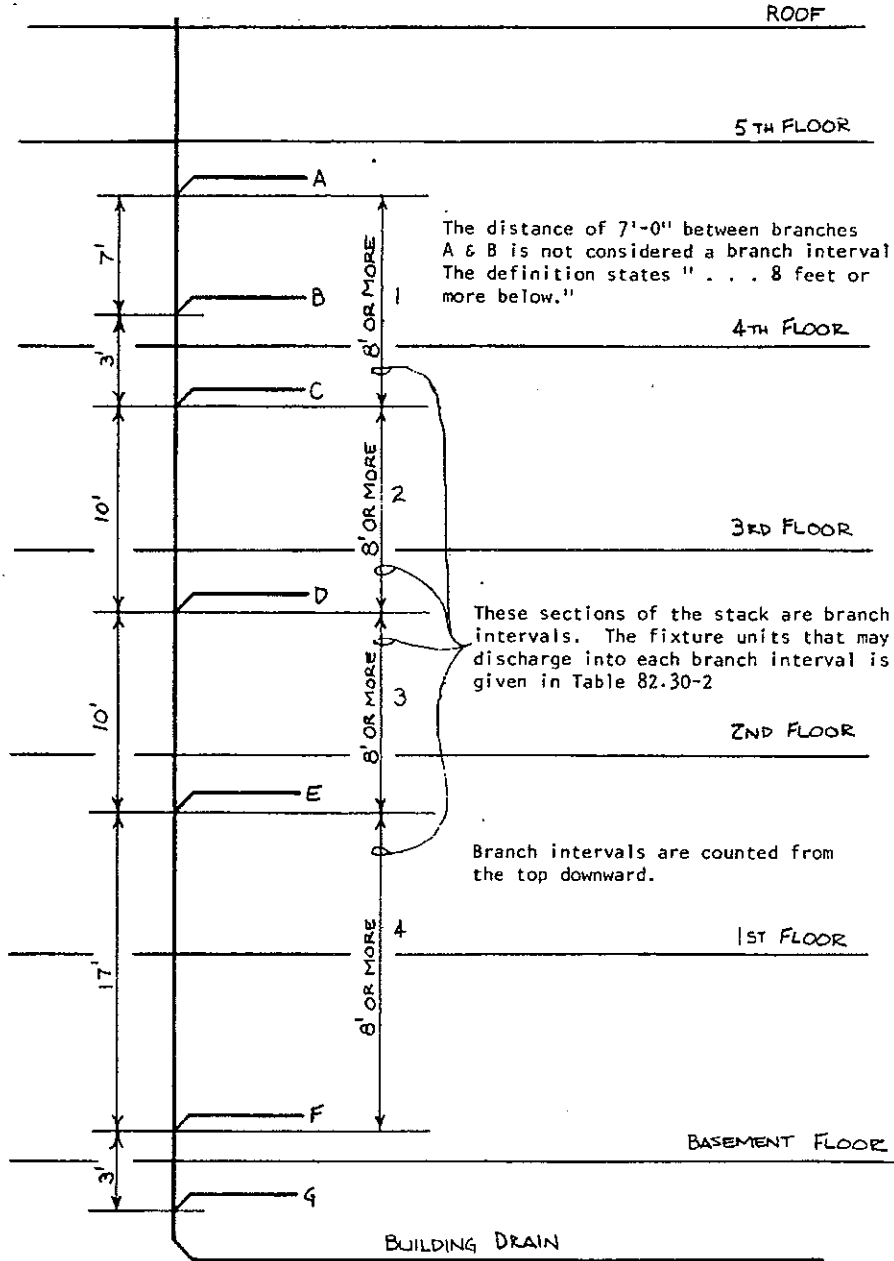 ROOF
5TH FLOOR
A
The distance of 7'-0" between branches
A & B is not considered a branch interval
The definition states " . . . 8 feet or
more below."
7'
8' OR MORE
1
B
4TH FLOOR
3'
C
10'
8' OR MORE
2
3RD FLOOR
D
These sections of the stack are branch
intervals. The fixture units that may
discharge into each branch interval is
given in Table 82.30-2
10'
8' OR MORE
3
2ND FLOOR
E
Branch intervals are counted from
the top downward.
17'
8' OR MORE
4
1ST FLOOR
F
BASEMENT FLOOR
3'
G
BUILDING DRAIN